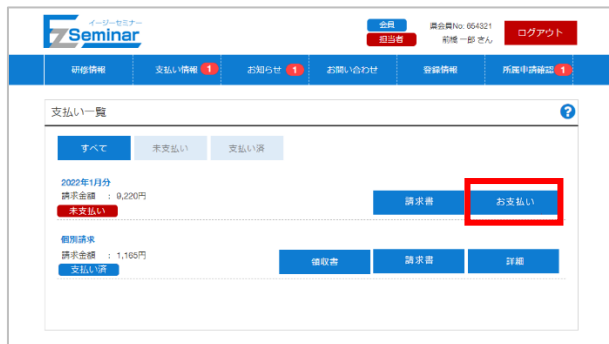 イージーセミナー
EZ Seminar
会員 県会員No. 654321
担当者 前橋 一郎 さん
ログアウト
研修情報 支払い情報 1 お知らせ 1 お問い合わせ 登録情報 所属申請確認 1
支払い一覧 ?
すべて 未支払い 支払い済
2022年1月分
請求金額 : 9,220円
未支払い
請求書 お支払い
個別請求
請求金額 : 1,165円
支払い済
領収書 請求書 詳細